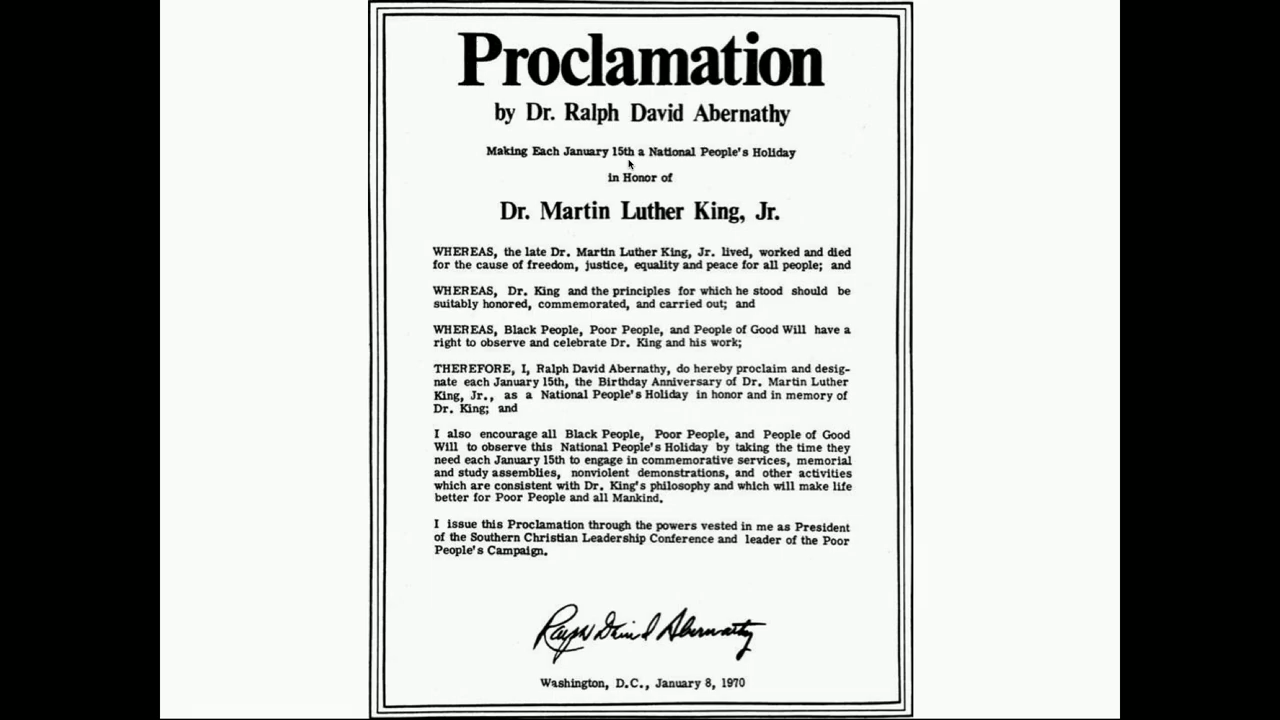 Proclamation
by Dr. Ralph David Abernathy
Making Each January 15th a National People's Holiday
in Honor of
Dr. Martin Luther King, Jr.
WHEREAS, the late Dr. Martin Luther King, Jr. lived, worked and died
for the cause of freedom, justice, equality and peace for all people; and
WHEREAS, Dr. King and the principles for which he stood should be
suitably honored, commemorated, and carried out; and
WHEREAS, Black People, Poor People, and People of Good Will have a
right to observe and celebrate Dr. King and his work;
THEREFORE, I, Ralph David Abernathy, do hereby proclaim and desig-
nate each January 15th, the Birthday Anniversary of Dr. Martin Luther
King, Jr., as a National People's Holiday in honor and in memory of
Dr. King; and
I also encourage all Black People, Poor People, and People of Good
Will to observe this National People's Holiday by taking the time they
need each January 15th to engage in commemorative services, memorial
and study assemblies, nonviolent demonstrations, and other activities
which are consistent with Dr. King's philosophy and which will make life
better for Poor People and all Mankind.
I issue this Proclamation through the powers vested in me as President
of the Southern Christian Leadership Conference and leader of the Poor
People's Campaign.
Ralph David Abernathy
Washington, D.C., January 8, 1970